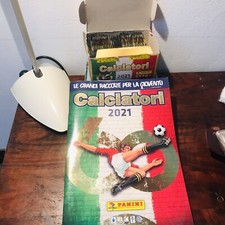 Calciatori
LE GRANDI RACCOLTE PER LA GIOVENTÙ
Calciatori
2021
PANINI